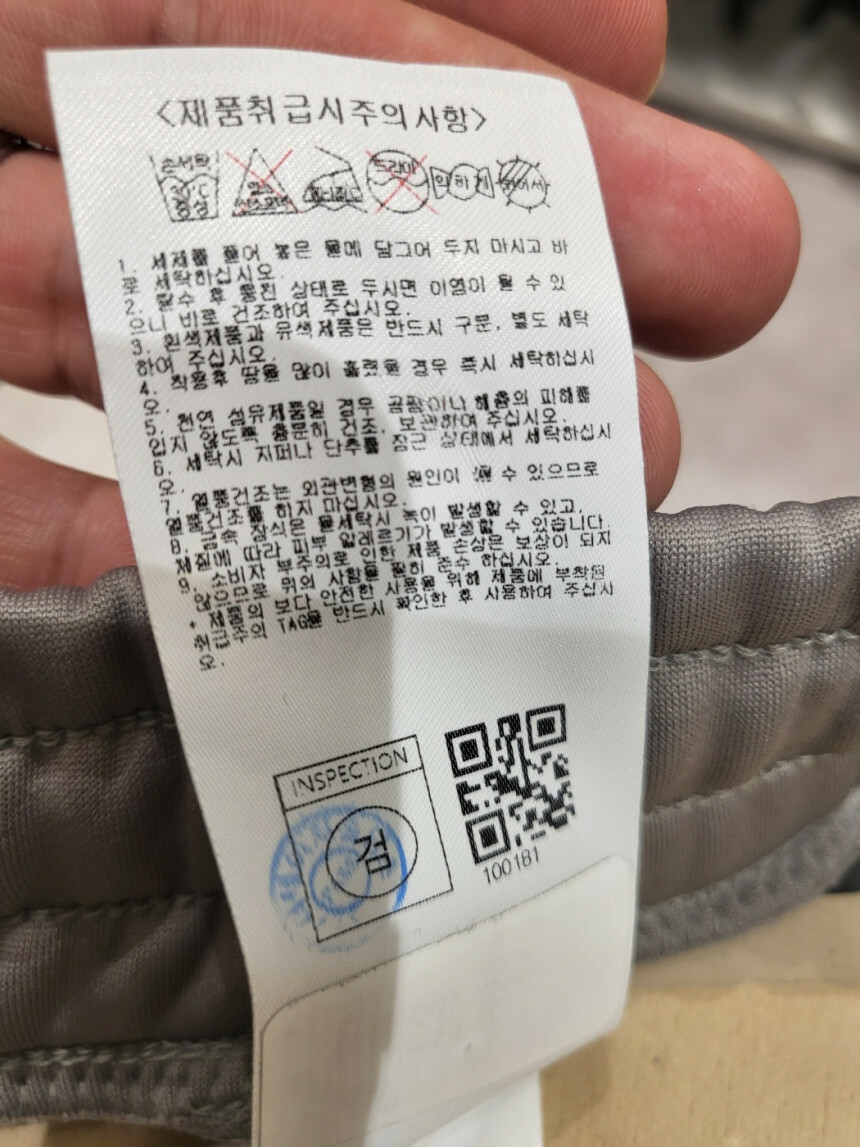 <제품취급시주의사항>
손세탁
중성
드라이
약하게
뉘어서
1. 세제를 풀어 놓은 물에 담그어 두지 마시고 바
로 세탁하십시오.
2. 탈수 후 뭉친 상태로 두시면 이염이 될 수 있
으니 바로 건조하여 주십시오.
3. 흰색제품과 유색제품은 반드시 구분, 별도 세탁
하여 주십시오.
4. 착용후 땀을 많이 흘렸을 경우 즉시 세탁하십시
오.
5. 천연 섬유제품일 경우 곰팡이나 해충의 피해를
입지 않도록 충분히 건조, 보관하여 주십시오.
6. 세탁시 지퍼나 단추를 잠근 상태에서 세탁하십시
오.
7. 열풍건조는 외관변형의 원인이 될 수 있으므로
열풍건조를 하지 마십시오.
8. 금속 장식은 물세탁시 녹이 발생할 수 있고,
체질에 따라 피부 알레르기가 발생할 수 있습니다.
9. 소비자 부주의로 인한 제품 손상은 보상이 되지
않으므로 위의 사항을 필히 준수 하십시오.
* 제품의 보다 안전한 사용을 위해 제품에 부착된
취급주의 TAG를 반드시 확인한 후 사용하여 주십시
오.
INSPECTION
검
100181